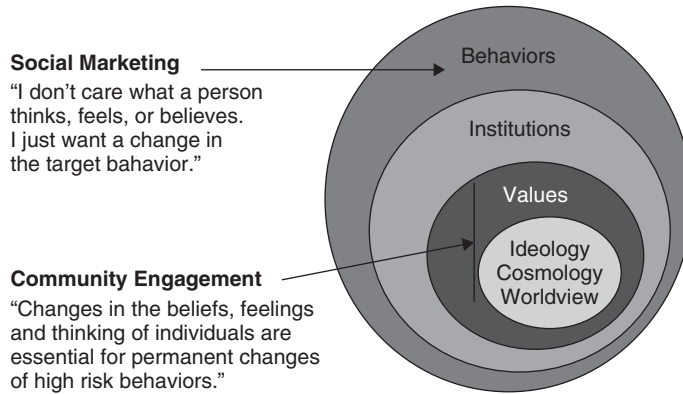 Social Marketing
“I don’t care what a person
thinks, feels, or believes.
I just want a change in
the target bahavior.”
Community Engagement
“Changes in the beliefs, feelings
and thinking of individuals are
essential for permanent changes
of high risk behaviors.”
Behaviors
Institutions
Values
Ideology
Cosmology
Worldview